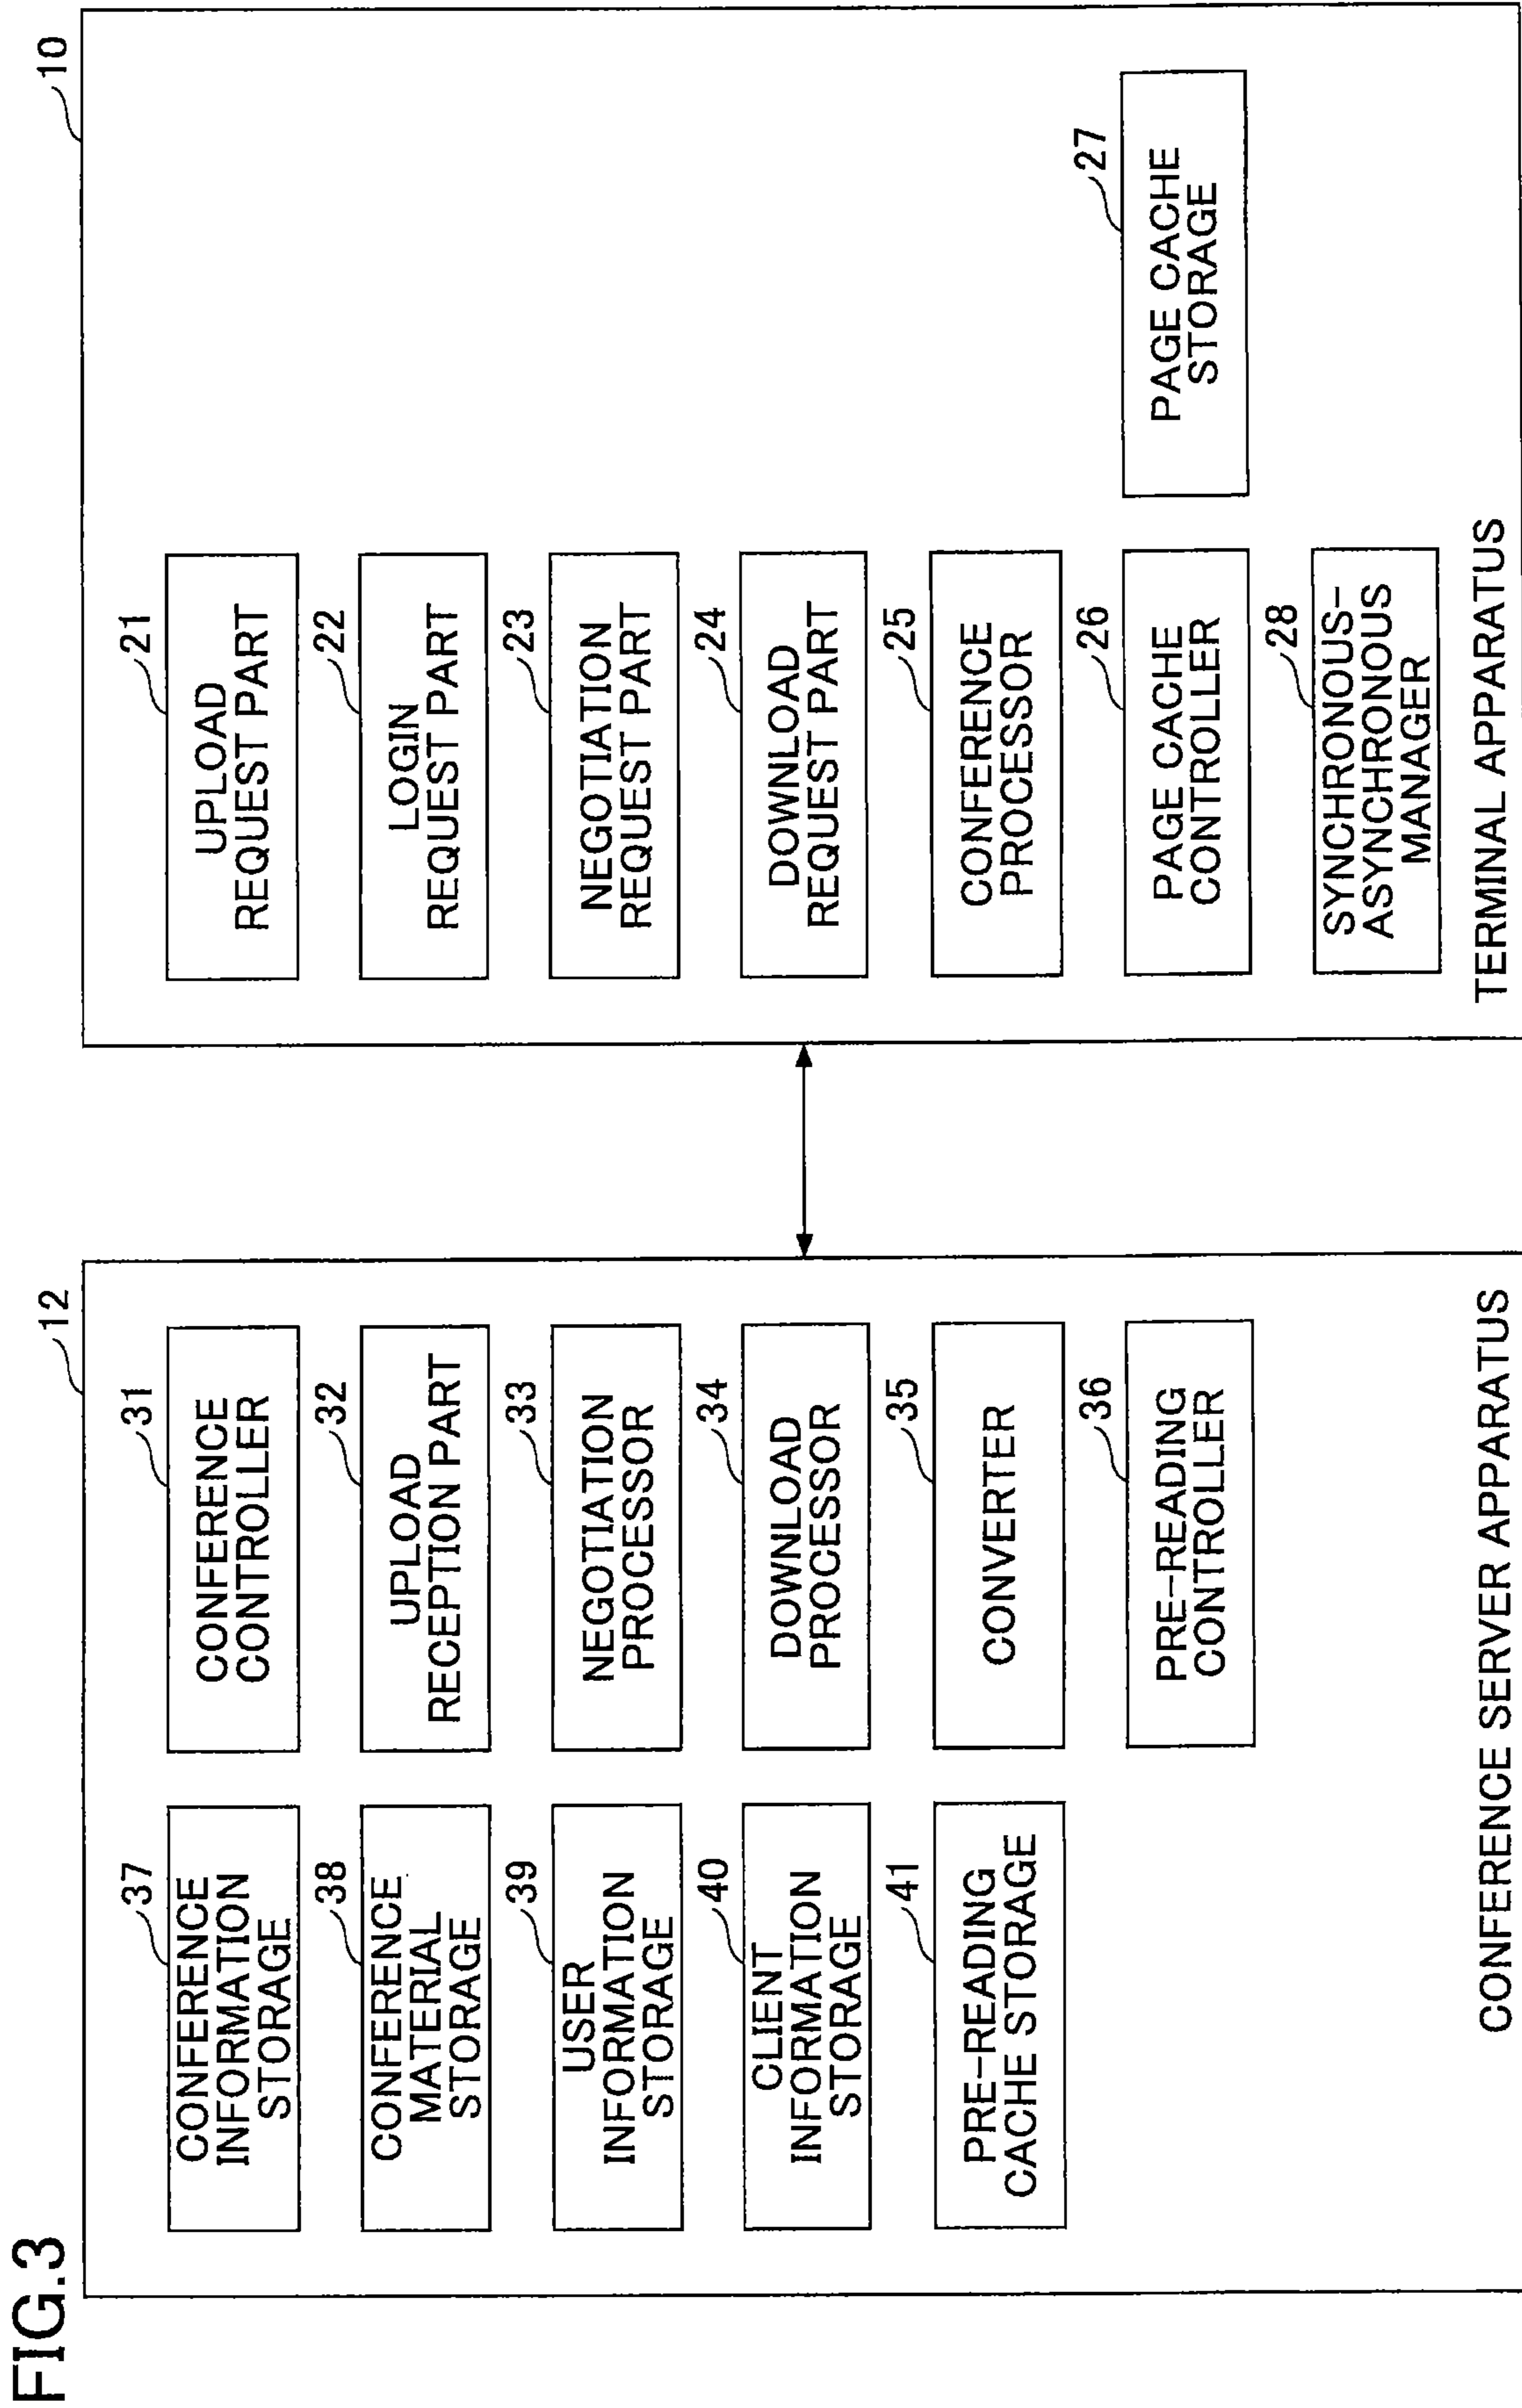 FIG.3
12
37
CONFERENCE
INFORMATION
STORAGE
31
CONFERENCE
CONTROLLER
38
CONFERENCE
MATERIAL
STORAGE
32
UPLOAD
RECEPTION PART
39
USER
INFORMATION
STORAGE
33
NEGOTIATION
PROCESSOR
40
CLIENT
INFORMATION
STORAGE
34
DOWNLOAD
PROCESSOR
41
PRE-READING
CACHE STORAGE
35
CONVERTER
36
PRE-READING
CONTROLLER
CONFERENCE SERVER APPARATUS
10
21
UPLOAD
REQUEST PART
22
LOGIN
REQUEST PART
23
NEGOTIATION
REQUEST PART
24
DOWNLOAD
REQUEST PART
25
CONFERENCE
PROCESSOR
26
PAGE CACHE
CONTROLLER
27
PAGE CACHE
STORAGE
28
SYNCHRONOUS-
ASYNCHRONOUS
MANAGER
TERMINAL APPARATUS